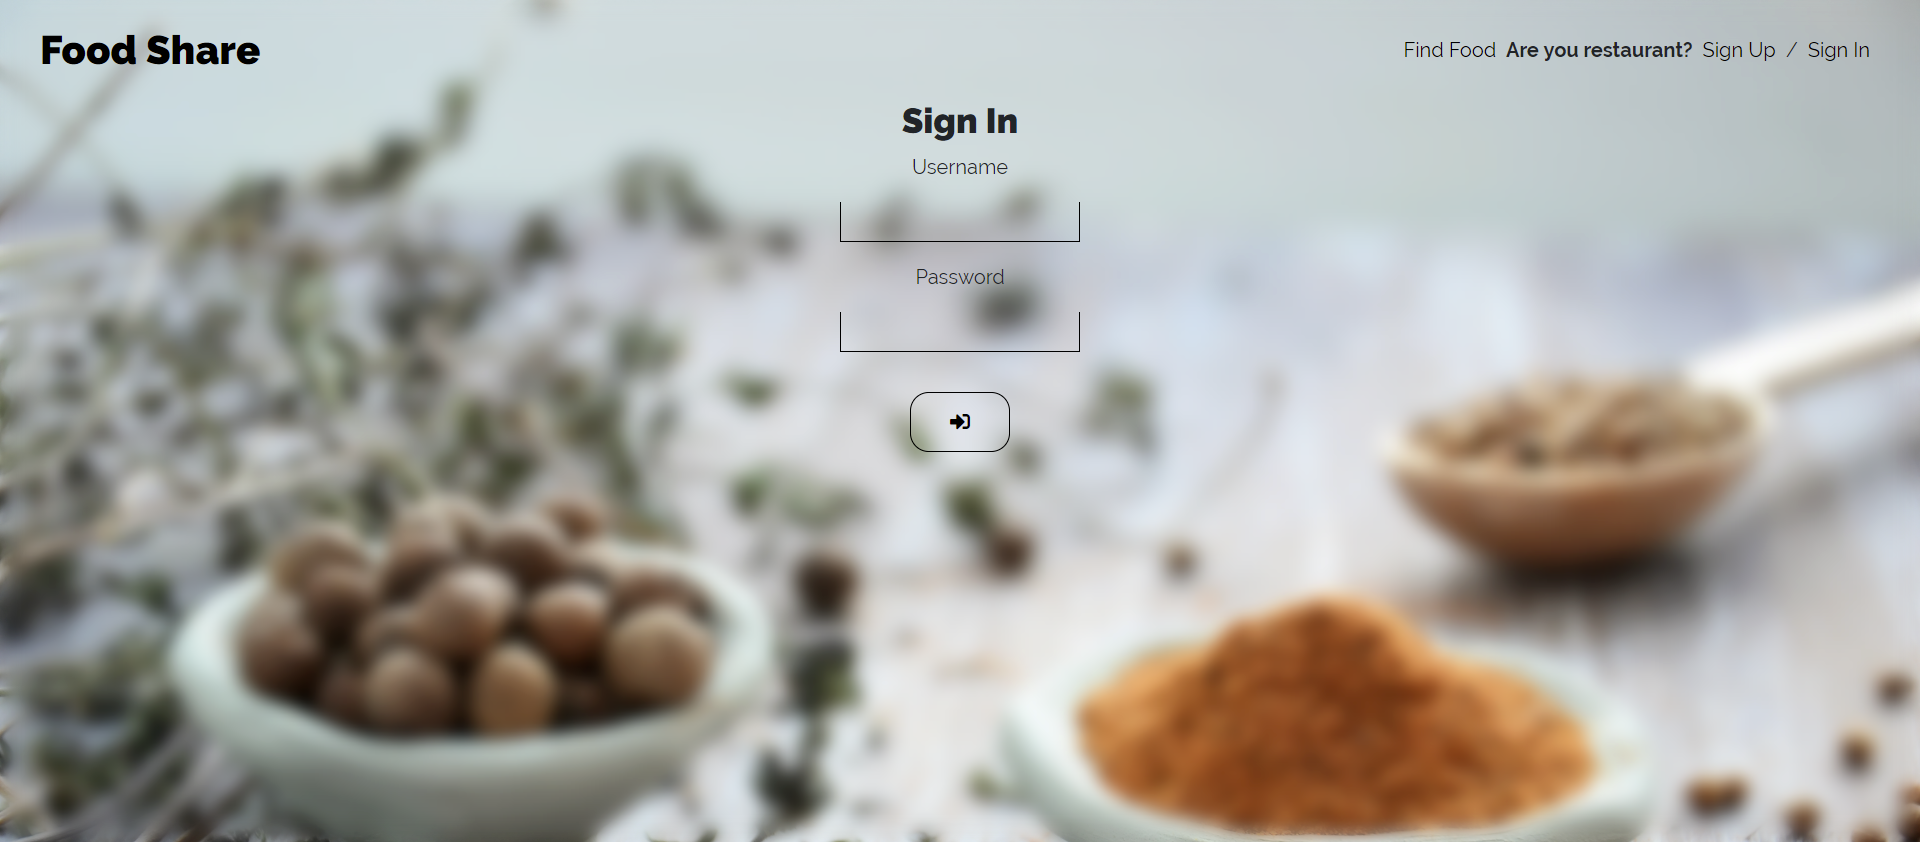 Food Share
Find Food Are you restaurant? Sign Up / Sign In
Sign In
Username
Password